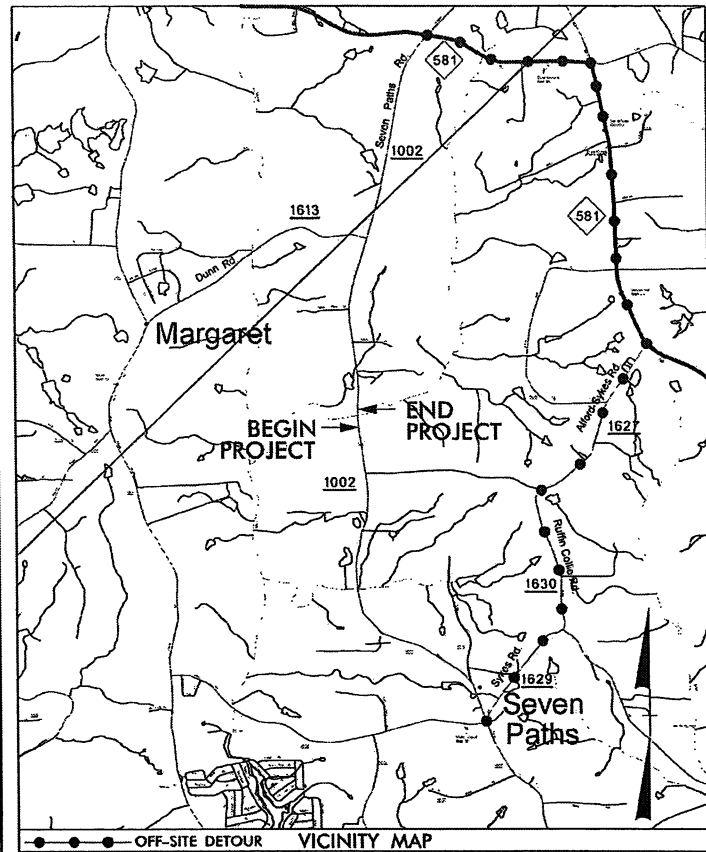 581
Seven Paths Rd
1002
1613
581
Dunn Rd
Margaret
Alford-Sykes Rd
1627
BEGIN
PROJECT
END
PROJECT
1002
Ruffin Collie Rd
1630
Sykes Rd
1629
Seven
Paths
OFF-SITE DETOUR
VICINITY MAP